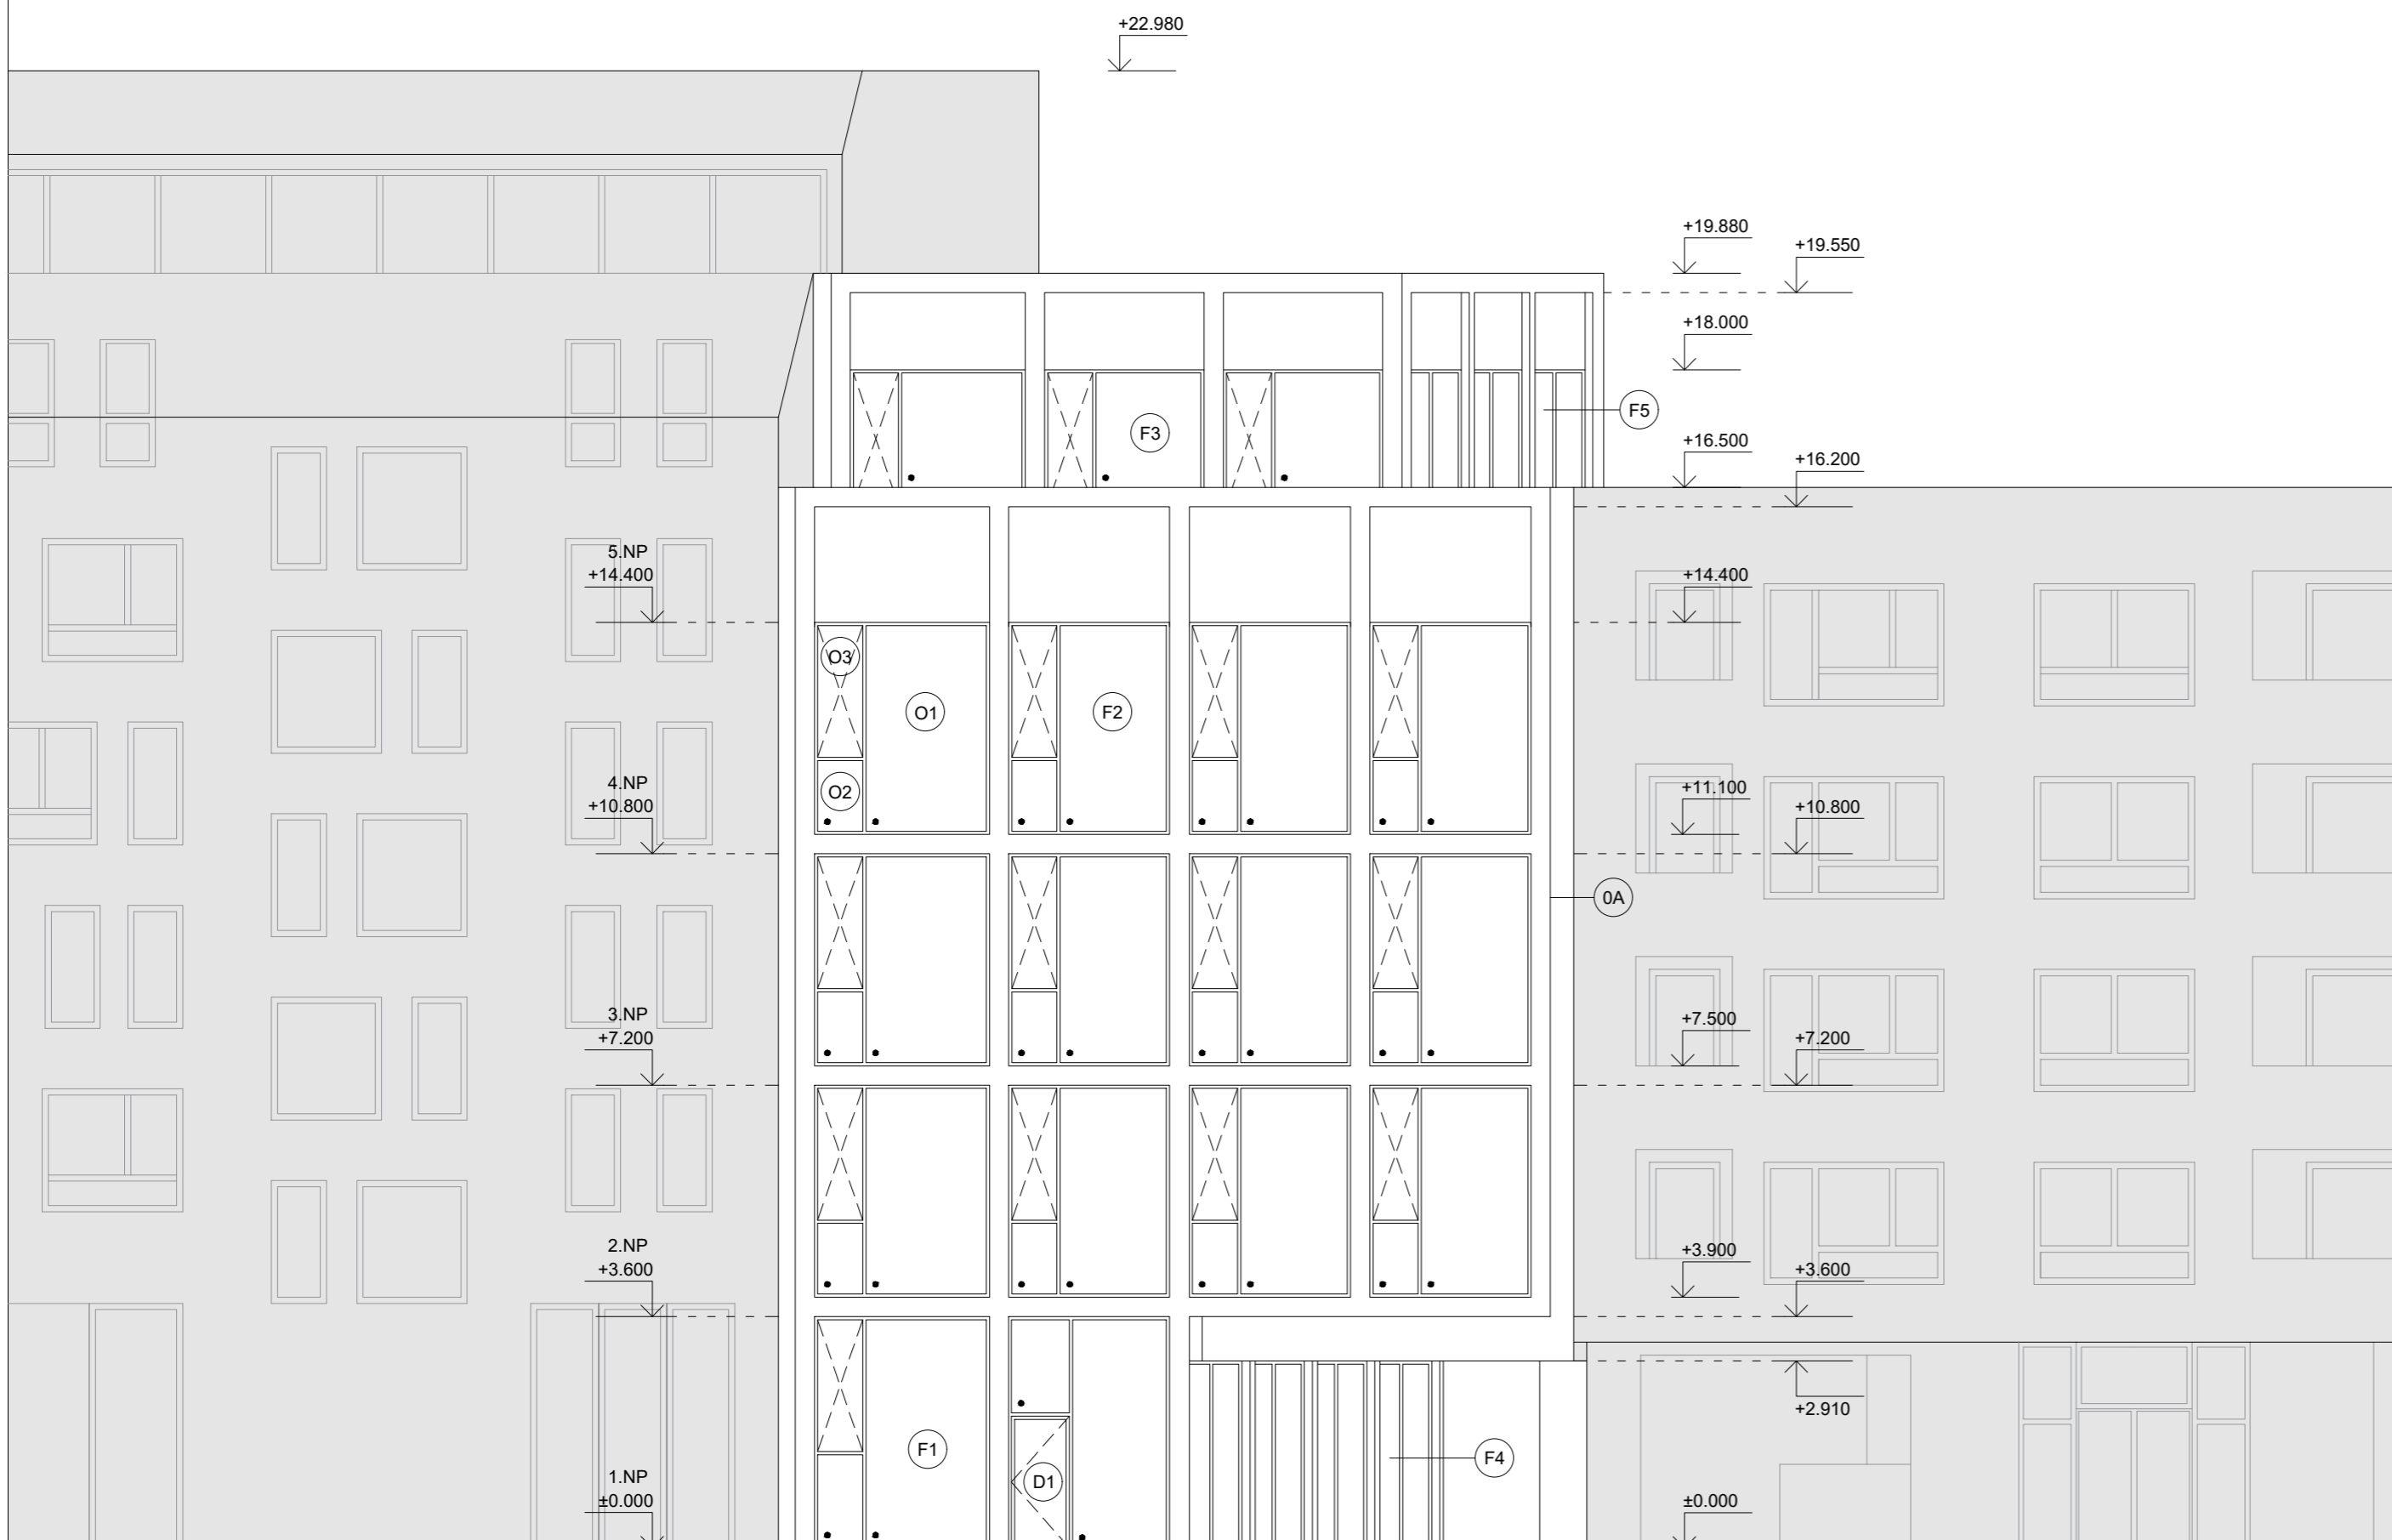 +22.980
+19.880
+19.550
+18.000
F5
F3
+16.500
+16.200
5.NP
+14.400
+14.400
O3
O1
F2
4.NP
+10.800
O2
+11.100
+10.800
0A
3.NP
+7.200
+7.500
+7.200
2.NP
+3.600
+3.900
+3.600
+2.910
F1
F4
D1
1.NP
±0.000
±0.000